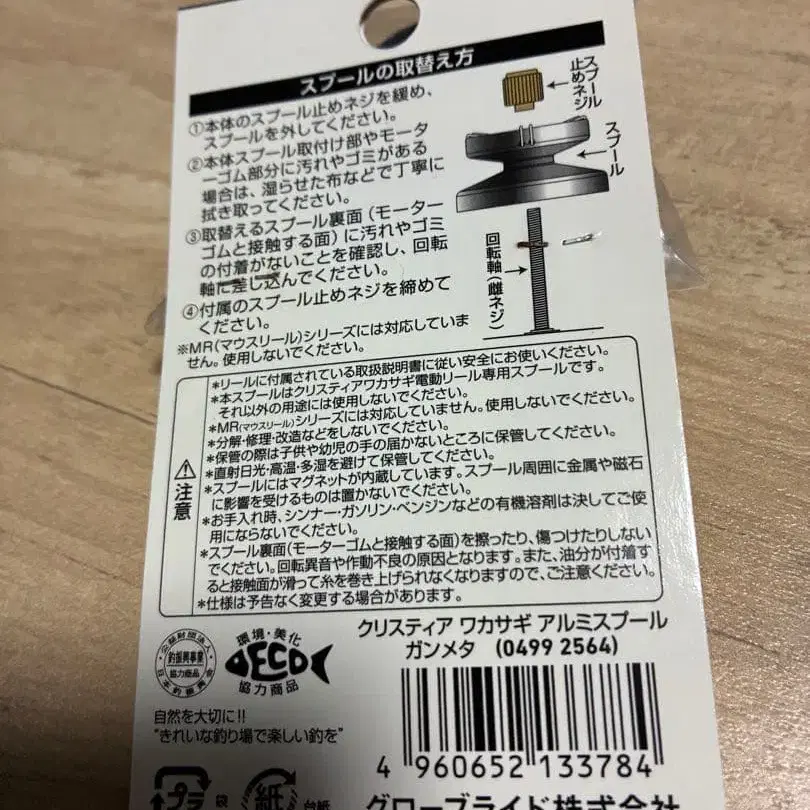 スプールの取替え方
①本体のスプール止めネジを緩め、
スプールを外してください。
②本体スプール取付け部やモータ
ーゴム部分に汚れやゴミがある
場合は、湿らせた布などで丁寧に
拭き取ってください。
③取替えるスプール裏面(モーター
ゴムと接触する面)に汚れやゴミ
の付着がないことを確認し、回転
軸に差し込んでください。
④付属のスプール止めネジを締めて
ください。
※MR(マウスリール)シリーズには対応していま
せん。使用しないでください。
スプール
止めネジ
スプール
回転軸(雌ネジ)
注意
*リールに付属されている取扱説明書に従い安全にお使いください。
*本スプールはクリスティアワカサギ電動リール専用スプールです。
それ以外の用途には使用しないでください。
*MR(マウスリール)シリーズには対応していません。使用しないでください。
*分解・修理・改造などをしないでください。
*保管の際は子供や幼児の手の届かないところに保管してください。
*直射日光・高温・多湿を避けて保管してください。
*スプールにはマグネットが内蔵しています。スプール周囲に金属や磁石
に影響を受けるものは置かないでください。
*お手入れ時、シンナー・ガソリン・ベンジンなどの有機溶剤は決してご使
用にならないでください。
*スプール裏面(モーターゴムと接触する面)を擦ったり、傷つけたりしない
でください。回転異音や作動不良の原因となります。また、油分が付着す
ると接触面が滑って糸を巻き上げられなくなりますので、ご注意ください。
*仕様は予告なく変更する場合があります。
公益財団法人
釣振興事業
協力商品
日本釣振興会
環境・美化
ECO
協力商品
クリスティア ワカサギ アルミスプール
ガンメタ (0499 2564)
自然を大切に!!
"きれいな釣り場で楽しい釣を"
4 960652 133784
プラ
袋
紙
台紙
グローブライド株式会社